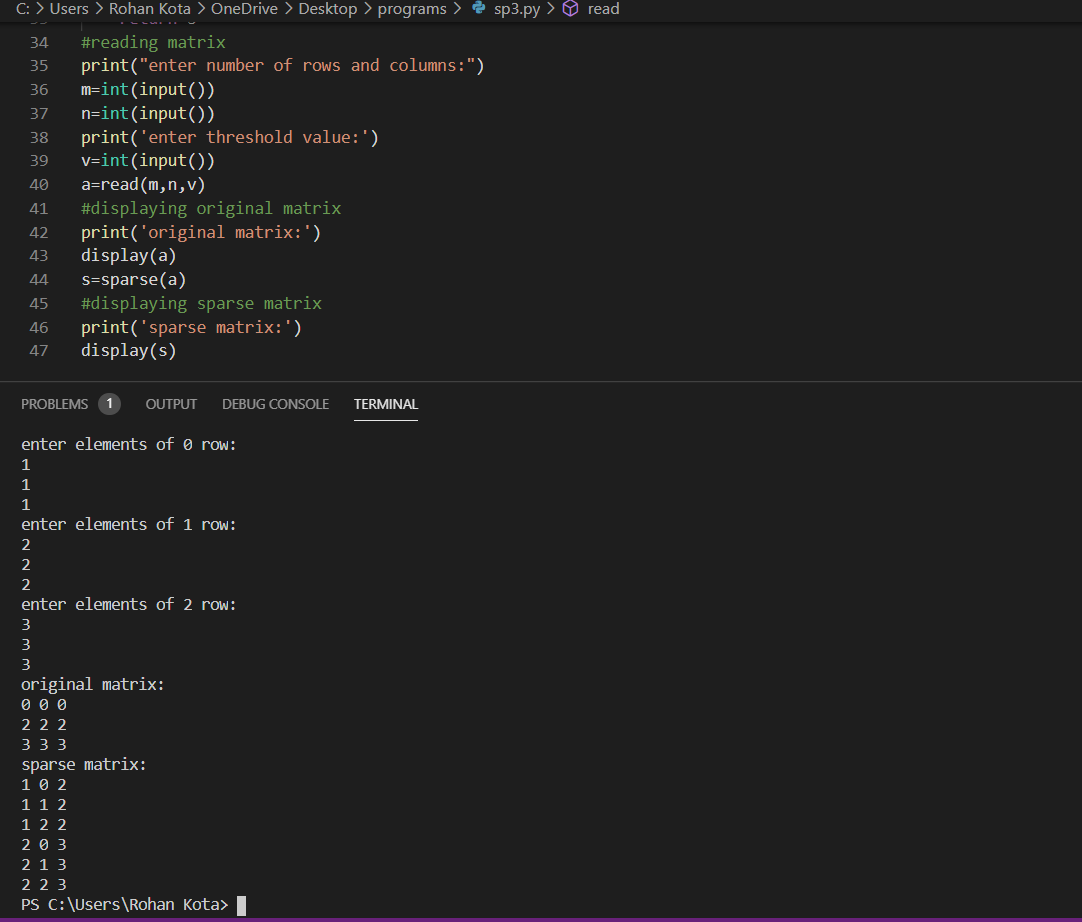 C: > Users > Rohan Kota > OneDrive > Desktop > programs > sp3.py > read
34 #reading matrix
35 print("enter number of rows and columns:")
36 m=int(input())
37 n=int(input())
38 print('enter threshold value:')
39 v=int(input())
40 a=read(m,n,v)
41 #displaying original matrix
42 print('original matrix:')
43 display(a)
44 s=sparse(a)
45 #displaying sparse matrix
46 print('sparse matrix:')
47 display(s)
PROBLEMS 1 OUTPUT DEBUG CONSOLE TERMINAL
enter elements of 0 row:
1
1
1
enter elements of 1 row:
2
2
2
enter elements of 2 row:
3
3
3
original matrix:
0 0 0
2 2 2
3 3 3
sparse matrix:
1 0 2
1 1 2
1 2 2
2 0 3
2 1 3
2 2 3
PS C:\Users\Rohan Kota>